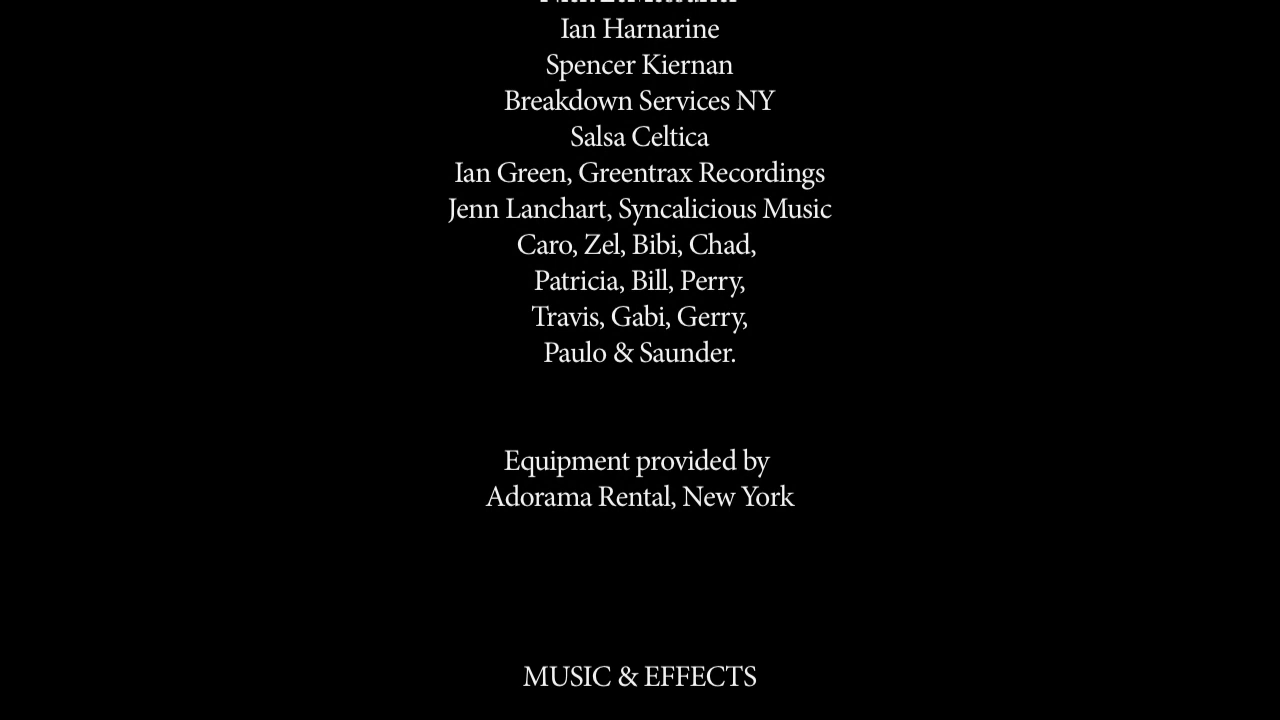 Ian Harnarine
Spencer Kiernan
Breakdown Services NY
Salsa Celtica
Ian Green, Greentrax Recordings
Jenn Lanchart, Syncalicious Music
Caro, Zel, Bibi, Chad,
Patricia, Bill, Perry,
Travis, Gabi, Gerry,
Paulo & Saunder.
Equipment provided by
Adorama Rental, New York
MUSIC & EFFECTS